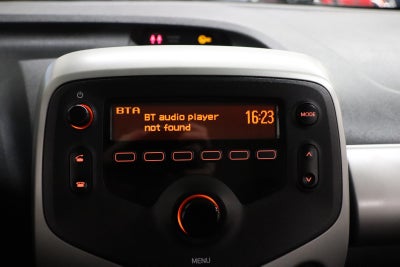 BTA
BT audio player
not found
16:23
MODE
MENU